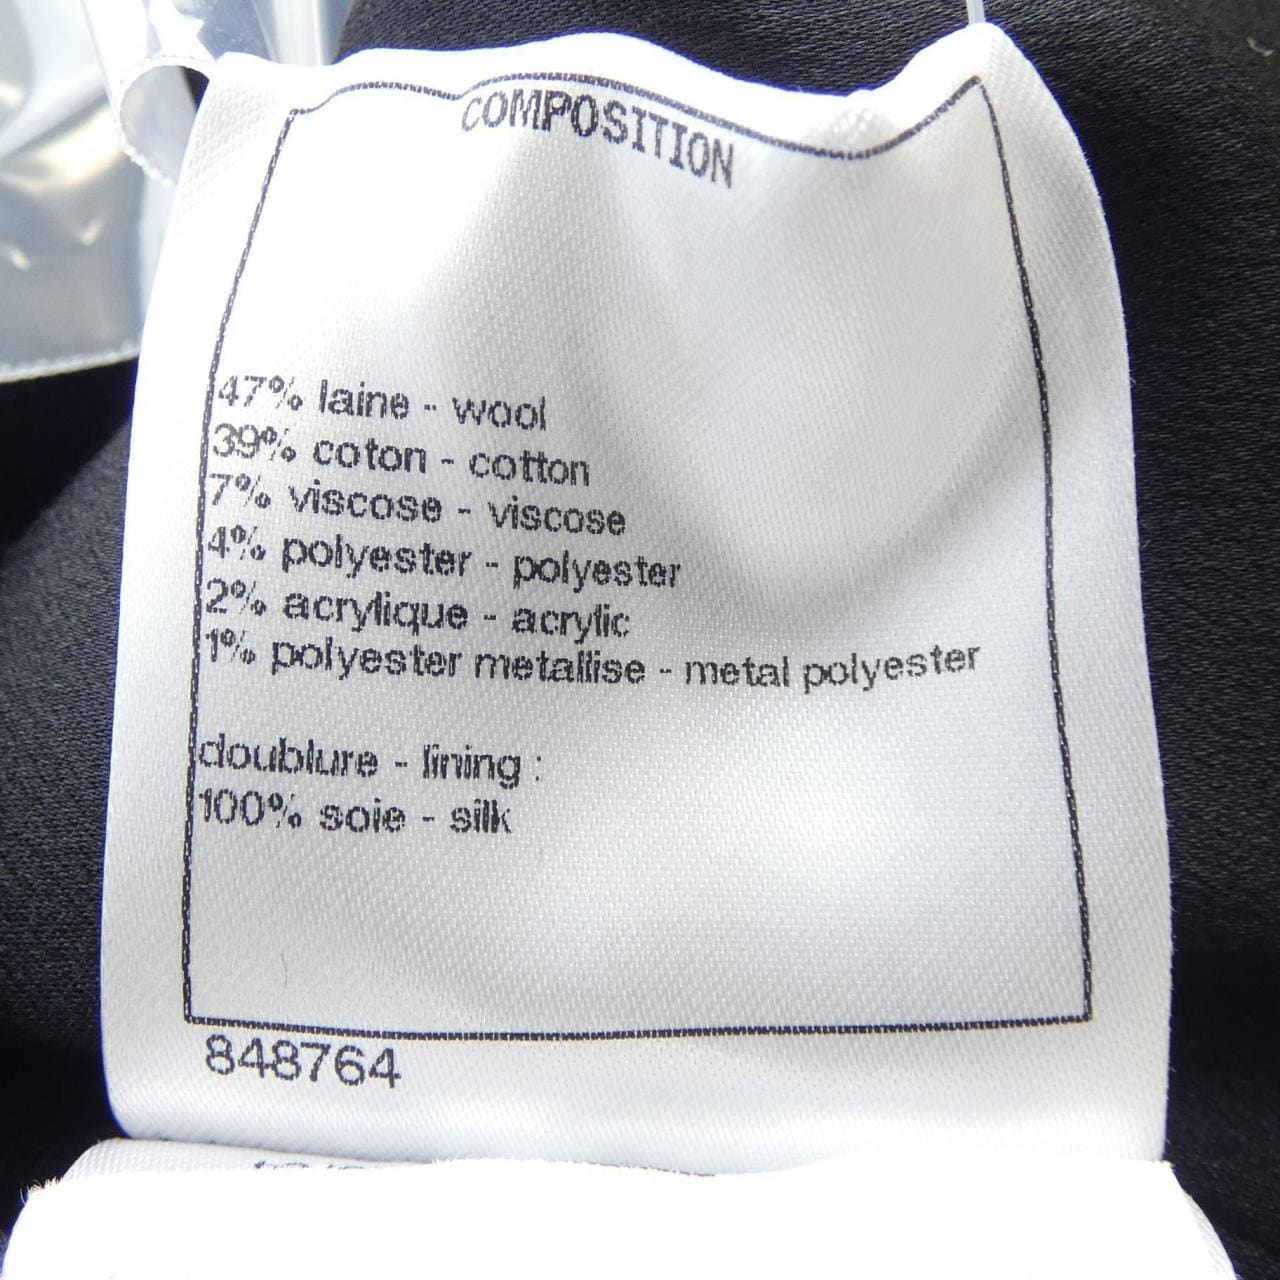 COMPOSITION
47% laine - wool
39% coton - cotton
7% viscose - viscose
4% polyester - polyester
2% acrylique - acrylic
1% polyester metallise - metal polyester
doublure - lining :
100% soie - silk
848764